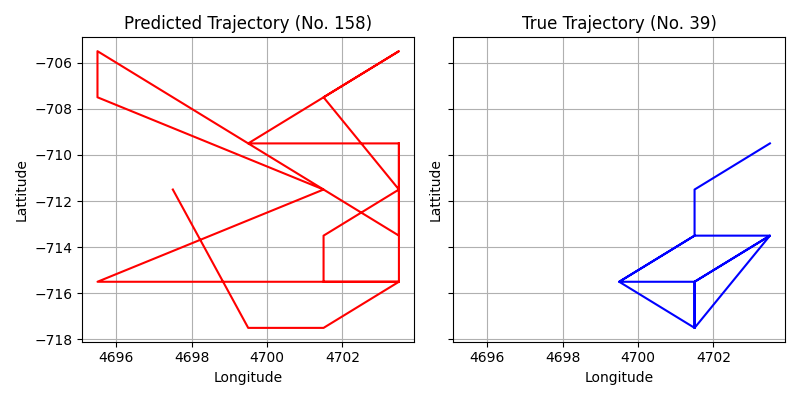 Predicted Trajectory (No. 158)
True Trajectory (No. 39)
−706
−708
−710
−712
−714
−716
−718
Lattitude
Lattitude
4696 4698 4700 4702
4696 4698 4700 4702
Longitude
Longitude